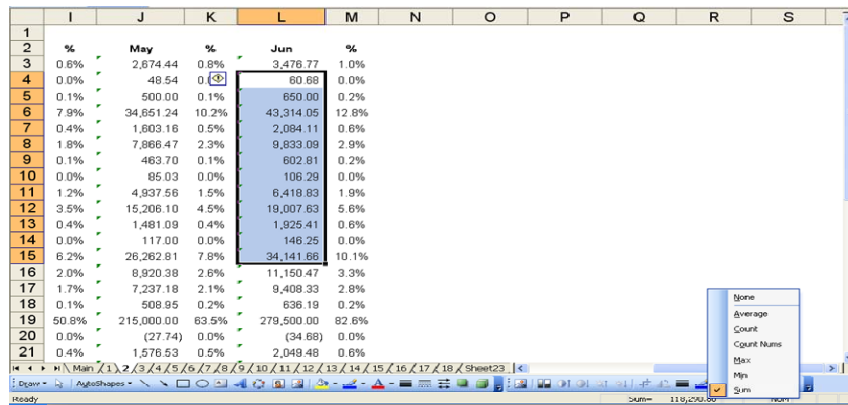 I J K L M N O P Q R S
1
2 % May % Jun %
3 0.6% 2,674.44 0.8% 3,476.77 1.0%
4 0.0% 48.54 60.68 0.0%
5 0.1% 500.00 0.1% 650.00 0.2%
6 7.9% 34,651.24 10.2% 43,314.05 12.8%
7 0.4% 1,603.16 0.5% 2,084.11 0.6%
8 1.8% 7,866.47 2.3% 9,833.09 2.9%
9 0.1% 463.70 0.1% 602.81 0.2%
10 0.0% 85.03 0.0% 106.29 0.0%
11 1.2% 4,937.56 1.5% 6,418.83 1.9%
12 3.5% 15,206.10 4.5% 19,007.63 5.6%
13 0.4% 1,481.09 0.4% 1,925.41 0.6%
14 0.0% 117.00 0.0% 146.25 0.0%
15 6.2% 26,262.81 7.8% 34,141.66 10.1%
16 2.0% 8,920.38 2.6% 11,150.47 3.3%
17 1.7% 7,237.18 2.1% 9,408.33 2.8%
18 0.1% 508.95 0.2% 636.19 0.2%
19 50.8% 215,000.00 63.5% 279,500.00 82.6%
20 0.0% (27.74) 0.0% (34.68) 0.0%
21 0.4% 1,576.53 0.5% 2,049.48 0.6%
None
Average
Count
Count Nums
Max
Min
Sum
Main / 1 / 2 / 3 / 4 / 5 / 6 / 7 / 8 / 9 / 10 / 11 / 12 / 13 / 14 / 15 / 16 / 17 / 18 / Sheet23
Draw AutoShapes
Ready Sum= NUM